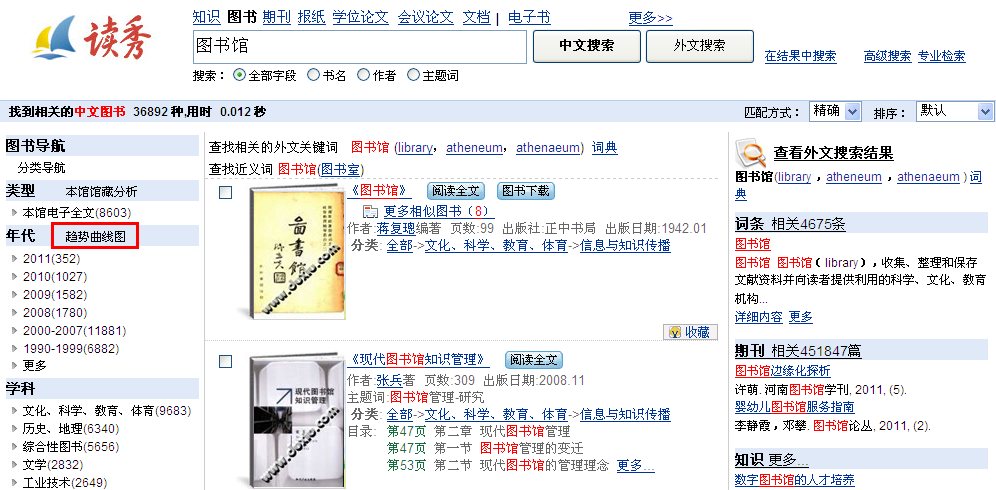 读秀
知识 图书 期刊 报纸 学位论文 会议论文 文档 | 电子书 更多>>
图书馆
中文搜索
外文搜索
在结果中搜索 高级搜索 专业检索
搜索: 全部字段 书名 作者 主题词
找到相关的中文图书 36892 种,用时 0.012 秒
匹配方式: 精确 排序: 默认
图书导航
分类导航
类型 本馆馆藏分析
本馆电子全文(8603)
年代 趋势曲线图
2011(352)
2010(1027)
2009(1582)
2008(1780)
2000-2007(11881)
1990-1999(6882)
更多
学科
文化、科学、教育、体育(9683)
历史、地理(6340)
综合性图书(5656)
文学(2832)
工业技术(2649)
查找相关的外文关键词 图书馆 (library, atheneum, athenaeum) 词典
查找近义词 图书馆(图书室)
圖書館
www.duxiu.com
《图书馆》 阅读全文 图书下载
更多相似图书(8)
作者:蒋复璁编著 页数:99 出版社:正中书局 出版日期:1942.01
分类: 全部->文化、科学、教育、体育->信息与知识传播
收藏
现代图书馆
知识管理
www.duxiu.com
《现代图书馆知识管理》 阅读全文
作者:张兵著 页数:309 出版日期:2008.11
主题词:图书馆管理-研究
分类: 全部->文化、科学、教育、体育->信息与知识传播
目录: 第47页 第二章 现代图书馆管理
第47页 第一节 图书馆管理的变迁
第53页 第二节 现代图书馆的管理理念 更多...
查看外文搜索结果
图书馆(library , atheneum , athenaeum ) 词
典
词条 相关4675条
图书馆
图书馆 图书馆(library),收集、整理和保存
文献资料并向读者提供利用的科学、文化、教育
机构...
详细内容 更多
期刊 相关451847篇
图书馆边缘化探析
许萌. 河南图书馆学刊, 2011, (5).
婴幼儿图书馆服务指南
李静霞，邓攀. 图书馆论丛, 2011, (2).
知识 更多...
数字图书馆的人才培养